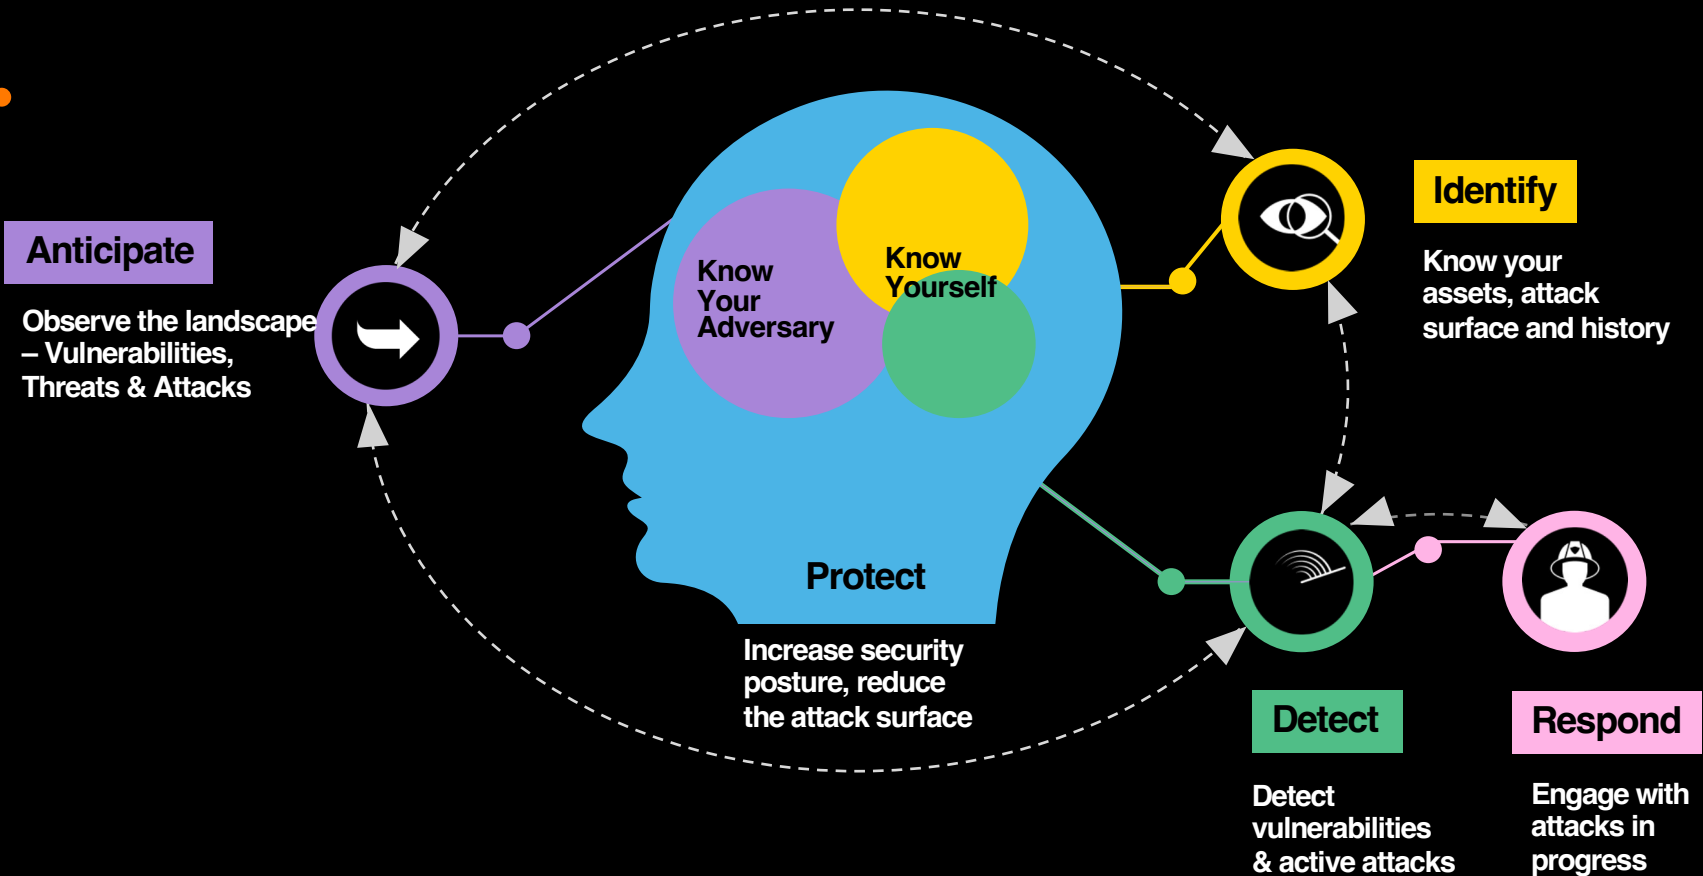 Anticipate
Observe the landscape
– Vulnerabilities,
Threats & Attacks
Know
Your
Adversary
Know
Yourself
Identify
Know your
assets, attack
surface and history
Protect
Increase security
posture, reduce
the attack surface
Detect
Detect
vulnerabilities
& active attacks
Respond
Engage with
attacks in
progress